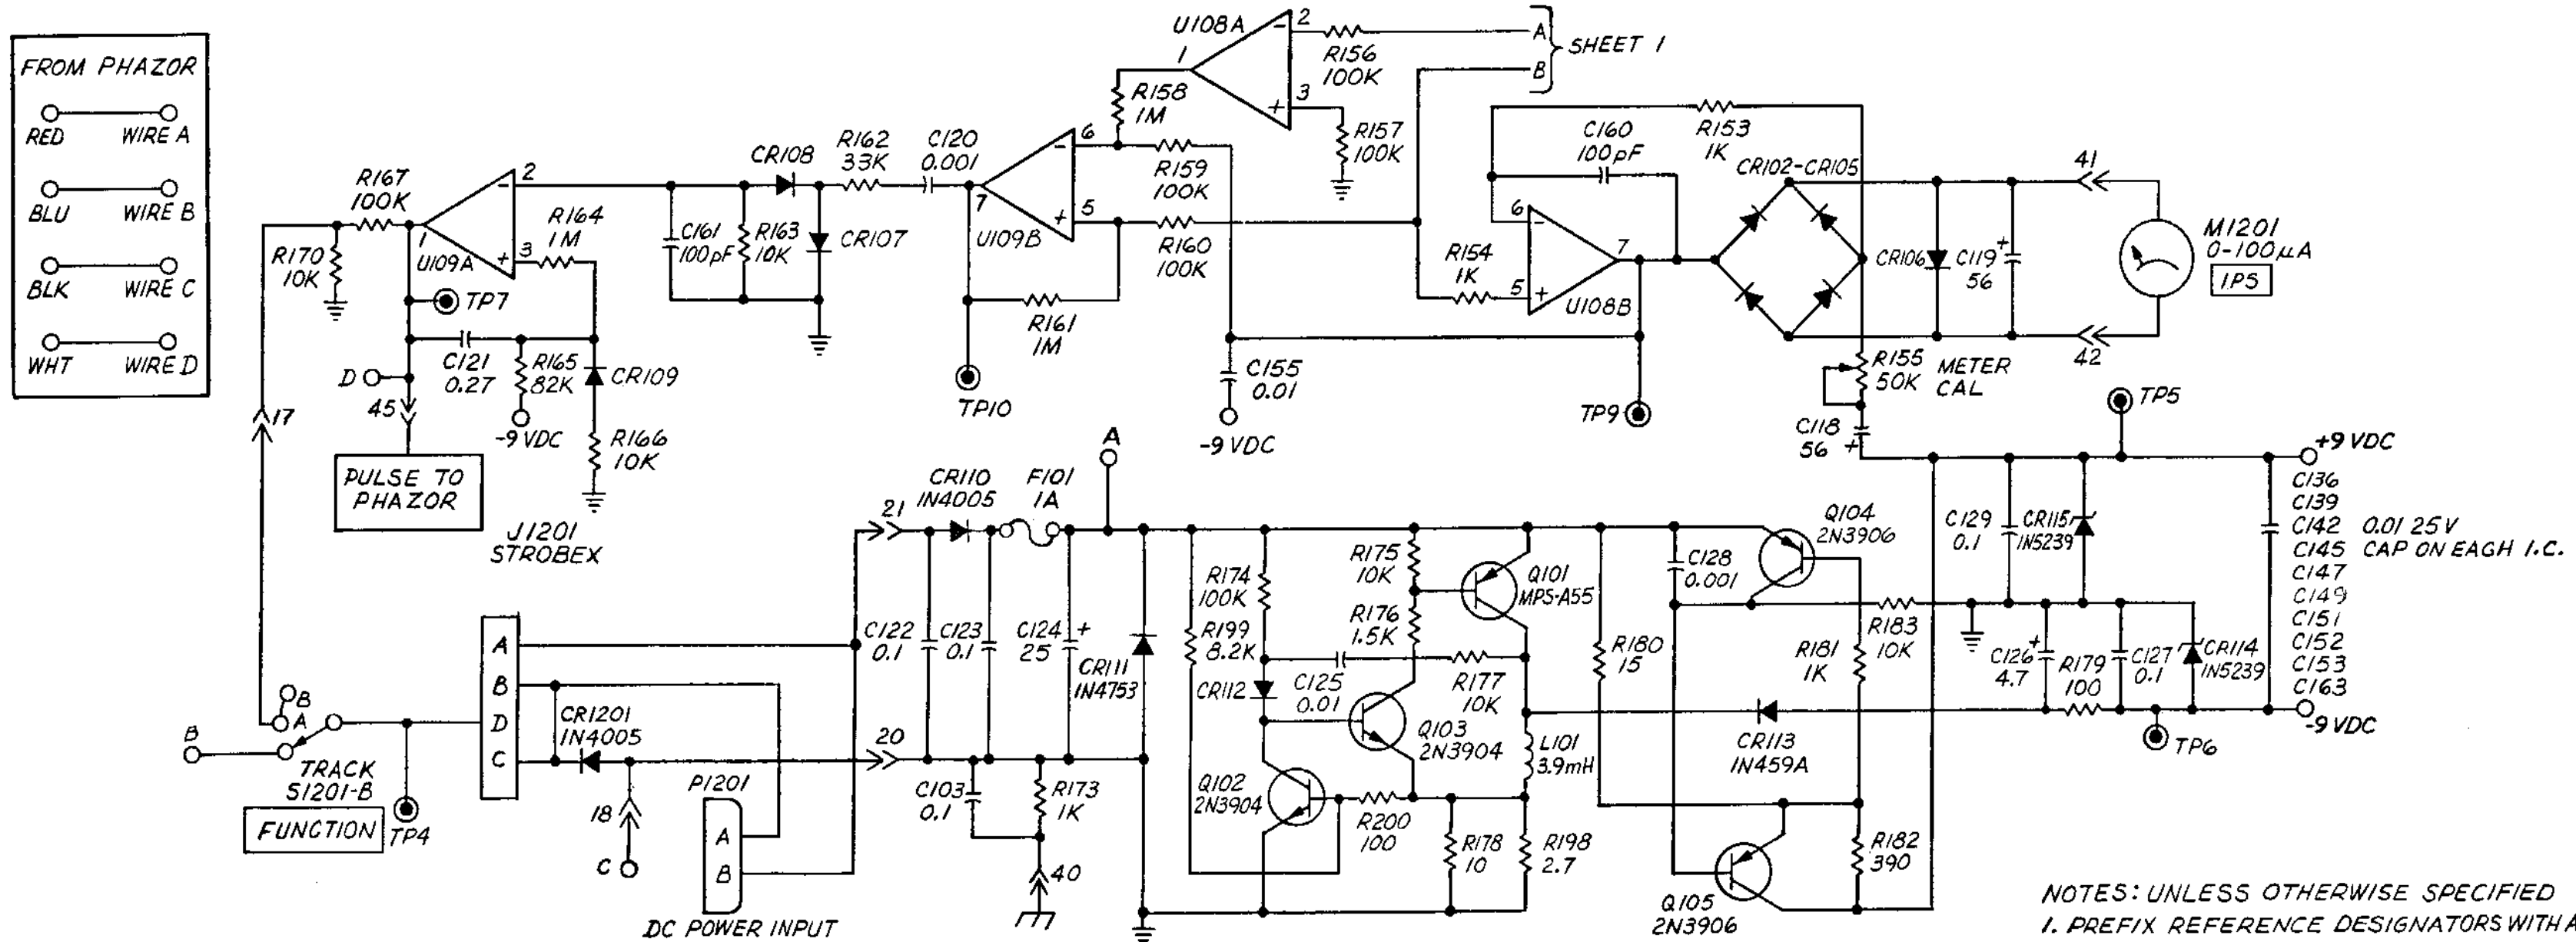 FROM PHAZOR
RED WIRE A
BLU WIRE B
BLK WIRE C
WHT WIRE D
R167
100K
R170
10K
1
U109A
2
3
R164
1M
TP7
D
45
C121
0.27
R165
82K
-9 VDC
CR109
R166
10K
PULSE TO
PHAZOR
17
C161
100pF
R163
10K
CR108
CR107
R162
33K
C120
0.001
7
U109B
6
5
R158
1M
R159
100K
R160
100K
R161
1M
TP10
U108A
1
2
3
R156
100K
R157
100K
A
B
SHEET 1
C155
0.01
-9 VDC
R153
1K
C160
100pF
6
5
7
U108B
R154
1K
TP9
CR102-CR105
CR106
C119
+
56
41
42
M1201
0-100µA
IPS
R155
50K
METER
CAL
C118
56 +
TP5
+9 VDC
C136
C139
C142
C145
C147
C149
C151
C152
C153
C163
0.01 25V
CAP ON EAGH I.C.
-9 VDC
J1201
STROBEX
A
B
D
C
CR1201
1N4005
B
A
B
TRACK
S1201-B
FUNCTION
TP4
18
C
P1201
A
B
DC POWER INPUT
21
20
CR110
1N4005
F101
1A
A
C122
0.1
C123
0.1
C124
+
25
CR111
1N4753
C103
0.1
R173
1K
40
R174
100K
R199
8.2K
CR112
C125
0.01
R175
10K
R176
1.5K
R177
10K
Q101
MPS-A55
Q103
2N3904
Q102
2N3904
R200
100
R178
10
R198
2.7
L101
3.9mH
R180
15
C128
0.001
Q104
2N3906
R181
1K
R183
10K
CR113
1N459A
R182
390
Q105
2N3906
C129
0.1
CR115
1N5239
C126
+
4.7
R179
100
C127
0.1
CR114
1N5239
TP6
NOTES: UNLESS OTHERWISE SPECIFIED
1. PREFIX REFERENCE DESIGNATORS WITH A